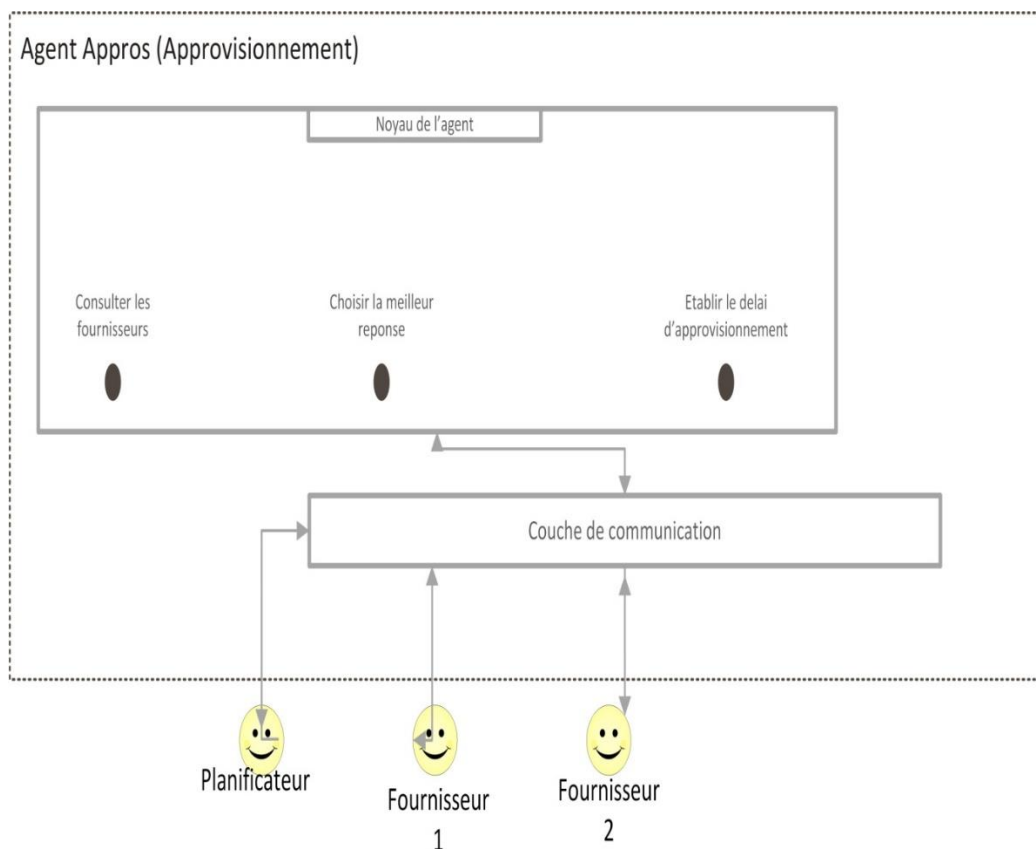 Agent Appros (Approvisionnement)
Noyau de l'agent
Consulter les
fournisseurs
Choisir la meilleur
reponse
Etablir le delai
d'approvisionnement
Couche de communication
Planificateur
Fournisseur
1
Fournisseur
2